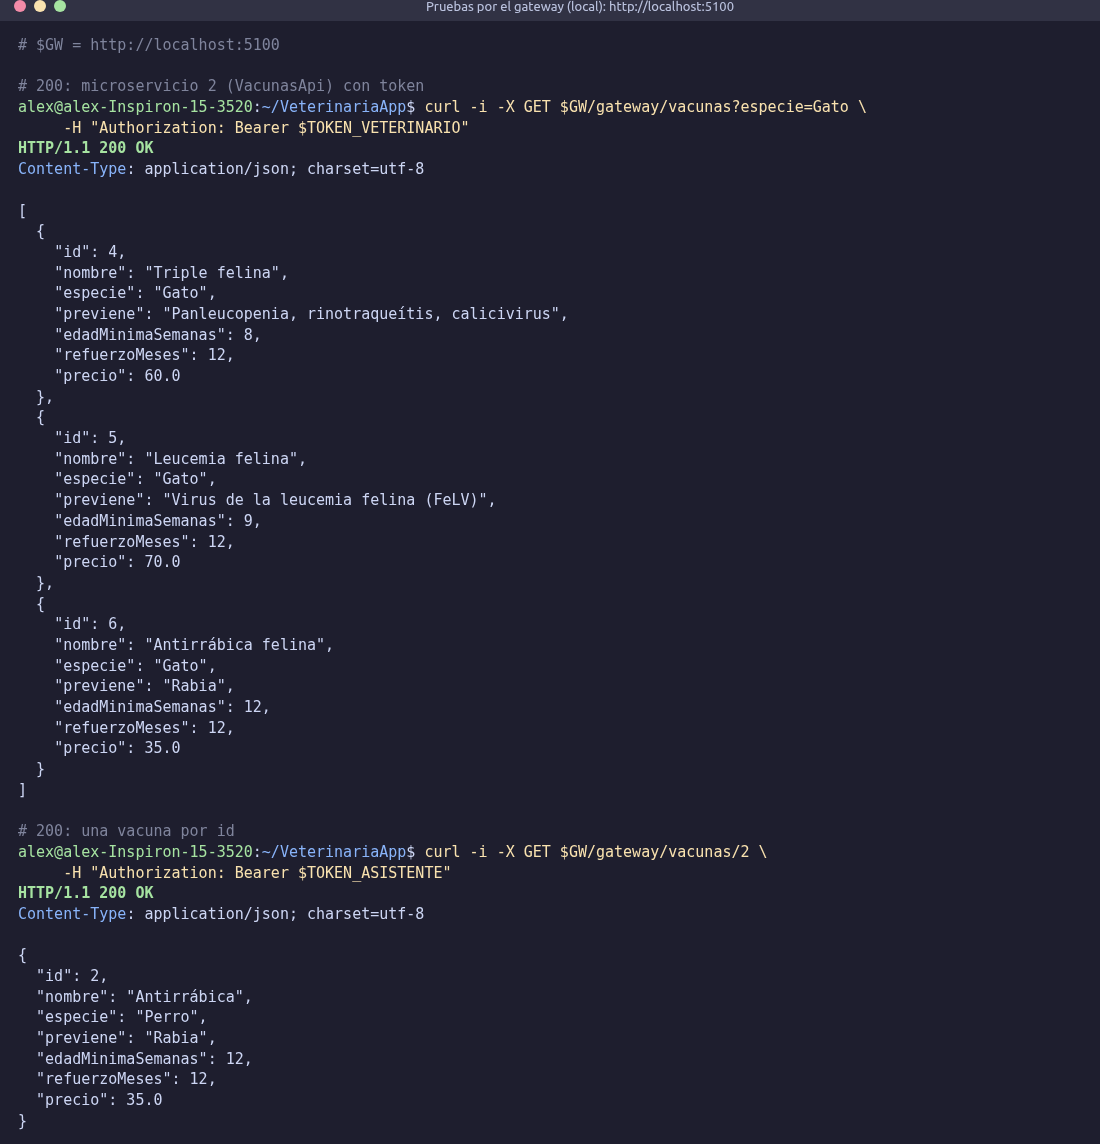 Pruebas por el gateway (local): http://localhost:5100
# $GW = http://localhost:5100
# 200: microservicio 2 (VacunasApi) con token
alex@alex-Inspiron-15-3520:~/VeterinariaApp$ curl -i -X GET $GW/gateway/vacunas?especie=Gato \
     -H "Authorization: Bearer $TOKEN_VETERINARIO"
HTTP/1.1 200 OK
Content-Type: application/json; charset=utf-8
[
  {
    "id": 4,
    "nombre": "Triple felina",
    "especie": "Gato",
    "previene": "Panleucopenia, rinotraqueítis, calicivirus",
    "edadMinimaSemanas": 8,
    "refuerzoMeses": 12,
    "precio": 60.0
  },
  {
    "id": 5,
    "nombre": "Leucemia felina",
    "especie": "Gato",
    "previene": "Virus de la leucemia felina (FeLV)",
    "edadMinimaSemanas": 9,
    "refuerzoMeses": 12,
    "precio": 70.0
  },
  {
    "id": 6,
    "nombre": "Antirrábica felina",
    "especie": "Gato",
    "previene": "Rabia",
    "edadMinimaSemanas": 12,
    "refuerzoMeses": 12,
    "precio": 35.0
  }
]
# 200: una vacuna por id
alex@alex-Inspiron-15-3520:~/VeterinariaApp$ curl -i -X GET $GW/gateway/vacunas/2 \
     -H "Authorization: Bearer $TOKEN_ASISTENTE"
HTTP/1.1 200 OK
Content-Type: application/json; charset=utf-8
{
  "id": 2,
  "nombre": "Antirrábica",
  "especie": "Perro",
  "previene": "Rabia",
  "edadMinimaSemanas": 12,
  "refuerzoMeses": 12,
  "precio": 35.0
}